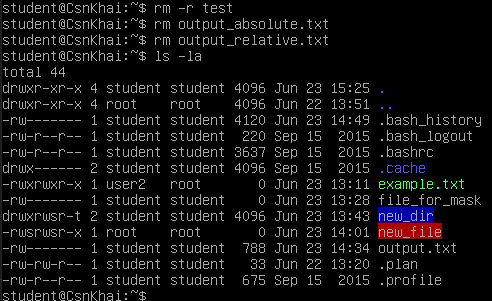 student@CsnKhai:~$ rm -r test
student@CsnKhai:~$ rm output_absolute.txt
student@CsnKhai:~$ rm output_relative.txt
student@CsnKhai:~$ ls -la
total 44
drwxr-xr-x 4 student student 4096 Jun 23 15:25 .
drwxr-xr-x 4 root    root    4096 Jun 22 13:51 ..
-rw------- 1 student student 4120 Jun 23 14:49 .bash_history
-rw-r--r-- 1 student student  220 Sep 15  2015 .bash_logout
-rw-r--r-- 1 student student 3637 Sep 15  2015 .bashrc
drwx------ 2 student student 4096 Sep 15  2015 .cache
-rwxrwxr-x 1 user2   root       0 Jun 23 13:11 example.txt
-rw------- 1 student student    0 Jun 23 13:28 file_for_mask
drwxrwsr-t 2 student student 4096 Jun 23 13:43 new_dir
-rwsrwsr-x 1 root    root       0 Jun 23 14:01 new_file
-rw------- 1 student student  788 Jun 23 14:34 output.txt
-rw-rw-r-- 1 student student   33 Jun 22 13:20 .plan
-rw-r--r-- 1 student student  675 Sep 15  2015 .profile
student@CsnKhai:~$